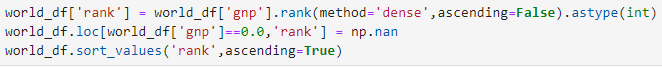 world_df['rank'] = world_df['gnp'].rank(method='dense',ascending=False).astype(int)
world_df.loc[world_df['gnp']==0.0,'rank'] = np.nan
world_df.sort_values('rank',ascending=True)